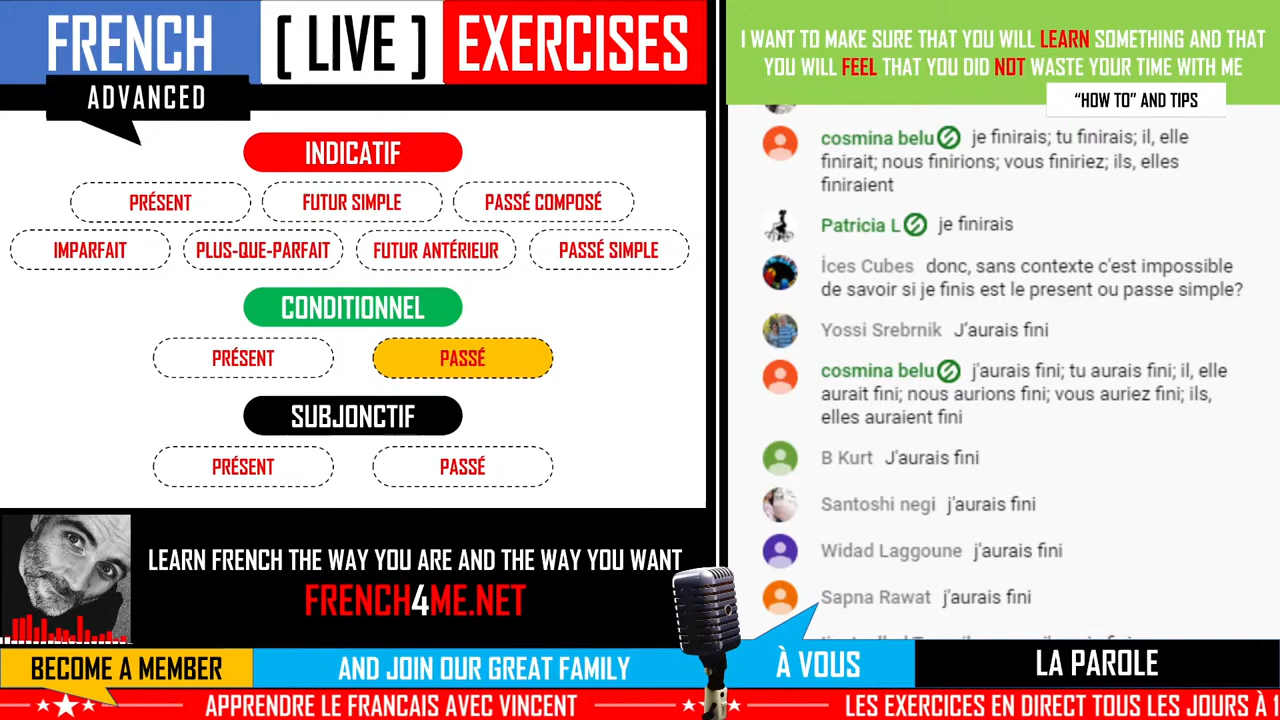 FRENCH [ LIVE ] EXERCISES
ADVANCED
INDICATIF
PRÉSENT FUTUR SIMPLE PASSÉ COMPOSÉ
IMPARFAIT PLUS-QUE-PARFAIT FUTUR ANTÉRIEUR PASSÉ SIMPLE
CONDITIONNEL
PRÉSENT PASSÉ
SUBJONCTIF
PRÉSENT PASSÉ
LEARN FRENCH THE WAY YOU ARE AND THE WAY YOU WANT
FRENCH4ME.NET
I WANT TO MAKE SURE THAT YOU WILL LEARN SOMETHING AND THAT
YOU WILL FEEL THAT YOU DID NOT WASTE YOUR TIME WITH ME
"HOW TO" AND TIPS
cosmina belu je finirais; tu finirais; il, elle
finirait; nous finirions; vous finiriez; ils, elles
finiraient
Patricia L je finirais
İces Cubes donc, sans contexte c'est impossible
de savoir si je finis est le present ou passe simple?
Yossi Srebrnik J'aurais fini
cosmina belu j'aurais fini; tu aurais fini; il, elle
aurait fini; nous aurions fini; vous auriez fini; ils,
elles auraient fini
B Kurt J'aurais fini
Santoshi negi j'aurais fini
Widad Laggoune j'aurais fini
Sapna Rawat j'aurais fini
BECOME A MEMBER AND JOIN OUR GREAT FAMILY À VOUS LA PAROLE
APPRENDRE LE FRANCAIS AVEC VINCENT LES EXERCICES EN DIRECT TOUS LES JOURS À 1